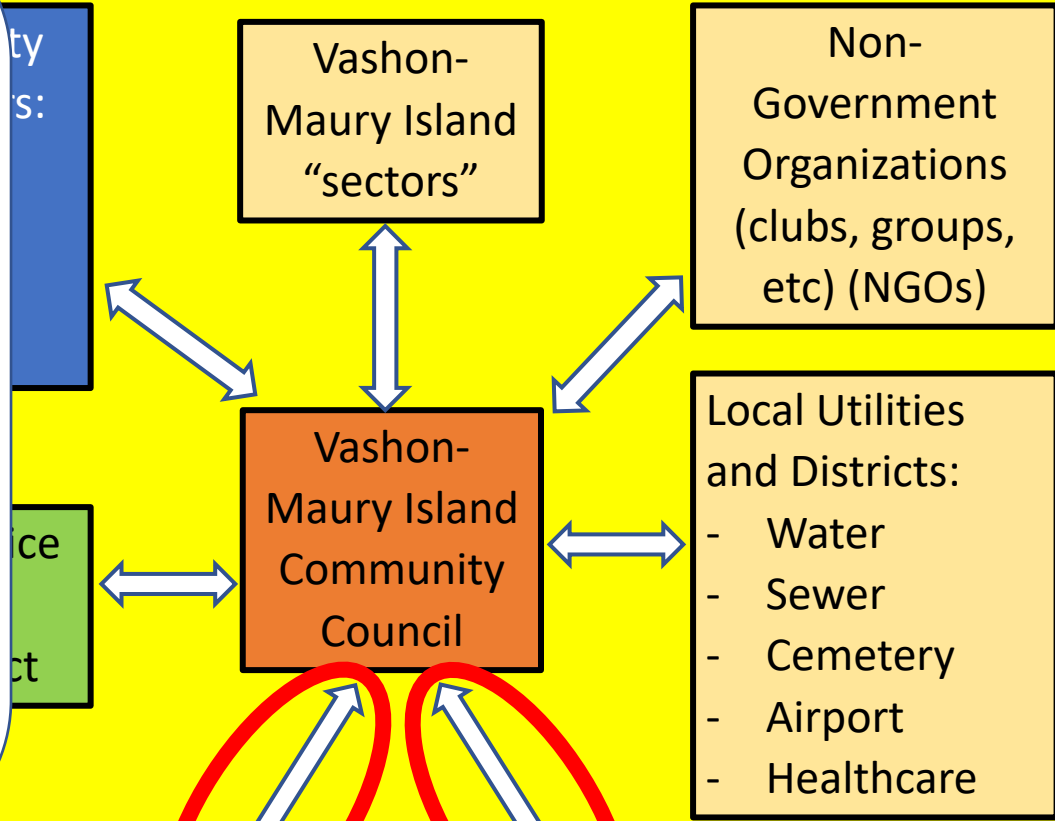 Vashon-
Maury Island
“sectors”
Non-
Government
Organizations
(clubs, groups,
etc) (NGOs)
Vashon-
Maury Island
Community
Council
Local Utilities
and Districts:
- Water
- Sewer
- Cemetery
- Airport
- Healthcare